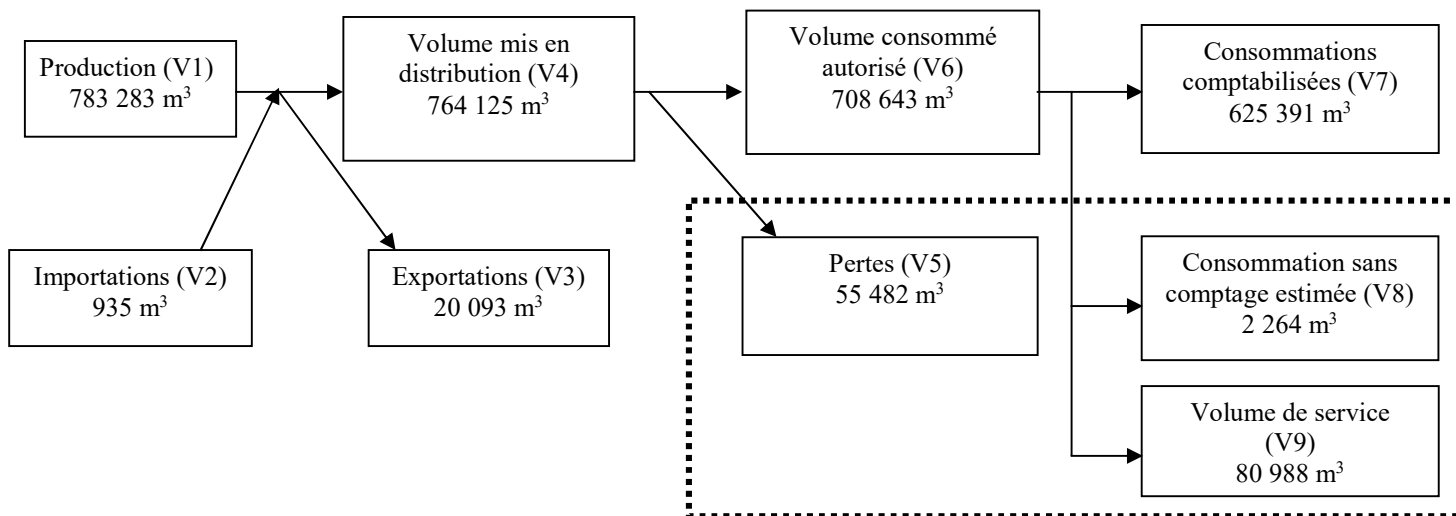 Production (V1)
783 283 m³
Volume mis en
distribution (V4)
764 125 m³
Volume consommé
autorisé (V6)
708 643 m³
Consommations
comptabilisées (V7)
625 391 m³
Importations (V2)
935 m³
Exportations (V3)
20 093 m³
Pertes (V5)
55 482 m³
Consommation sans
comptage estimée (V8)
2 264 m³
Volume de service
(V9)
80 988 m³